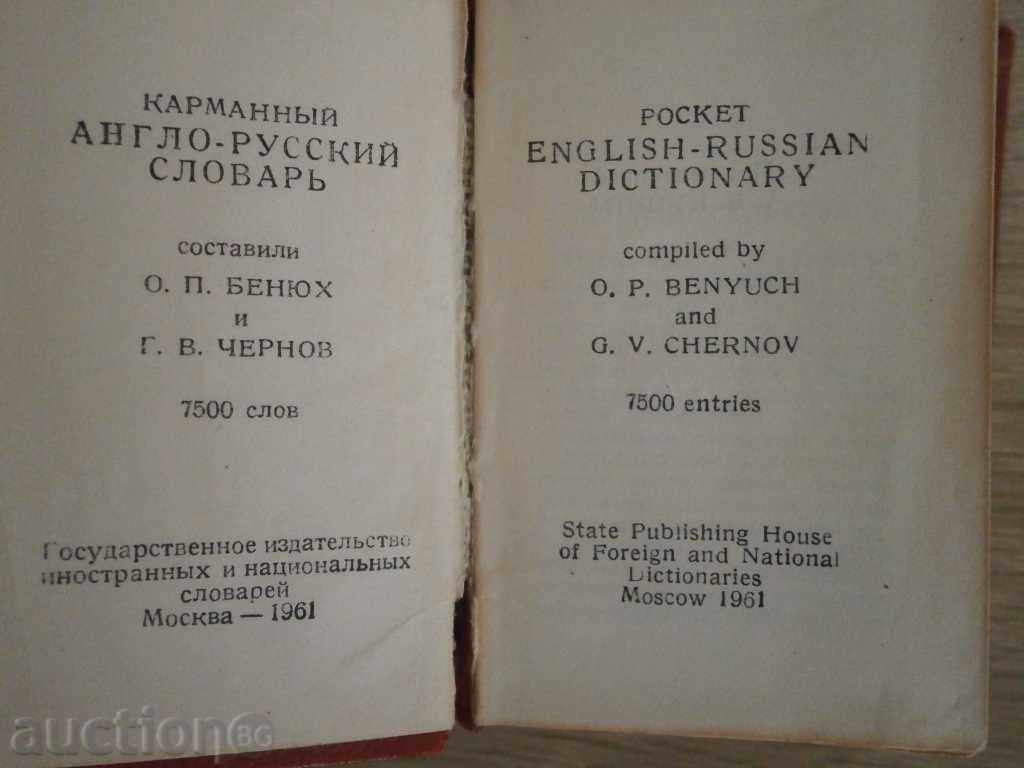 КАРМАННЫЙ
АНГЛО-РУССКИЙ
СЛОВАРЬ
составили
О. П. БЕНЮХ
и
Г. В. ЧЕРНОВ
7500 слов
Государственное издательство
иностранных и национальных
словарей
Москва — 1961
POCKET
ENGLISH-RUSSIAN
DICTIONARY
compiled by
O. P. BENYUCH
and
G. V. CHERNOV
7500 entries
State Publishing House
of Foreign and National
Dictionaries
Moscow 1961
auction BG